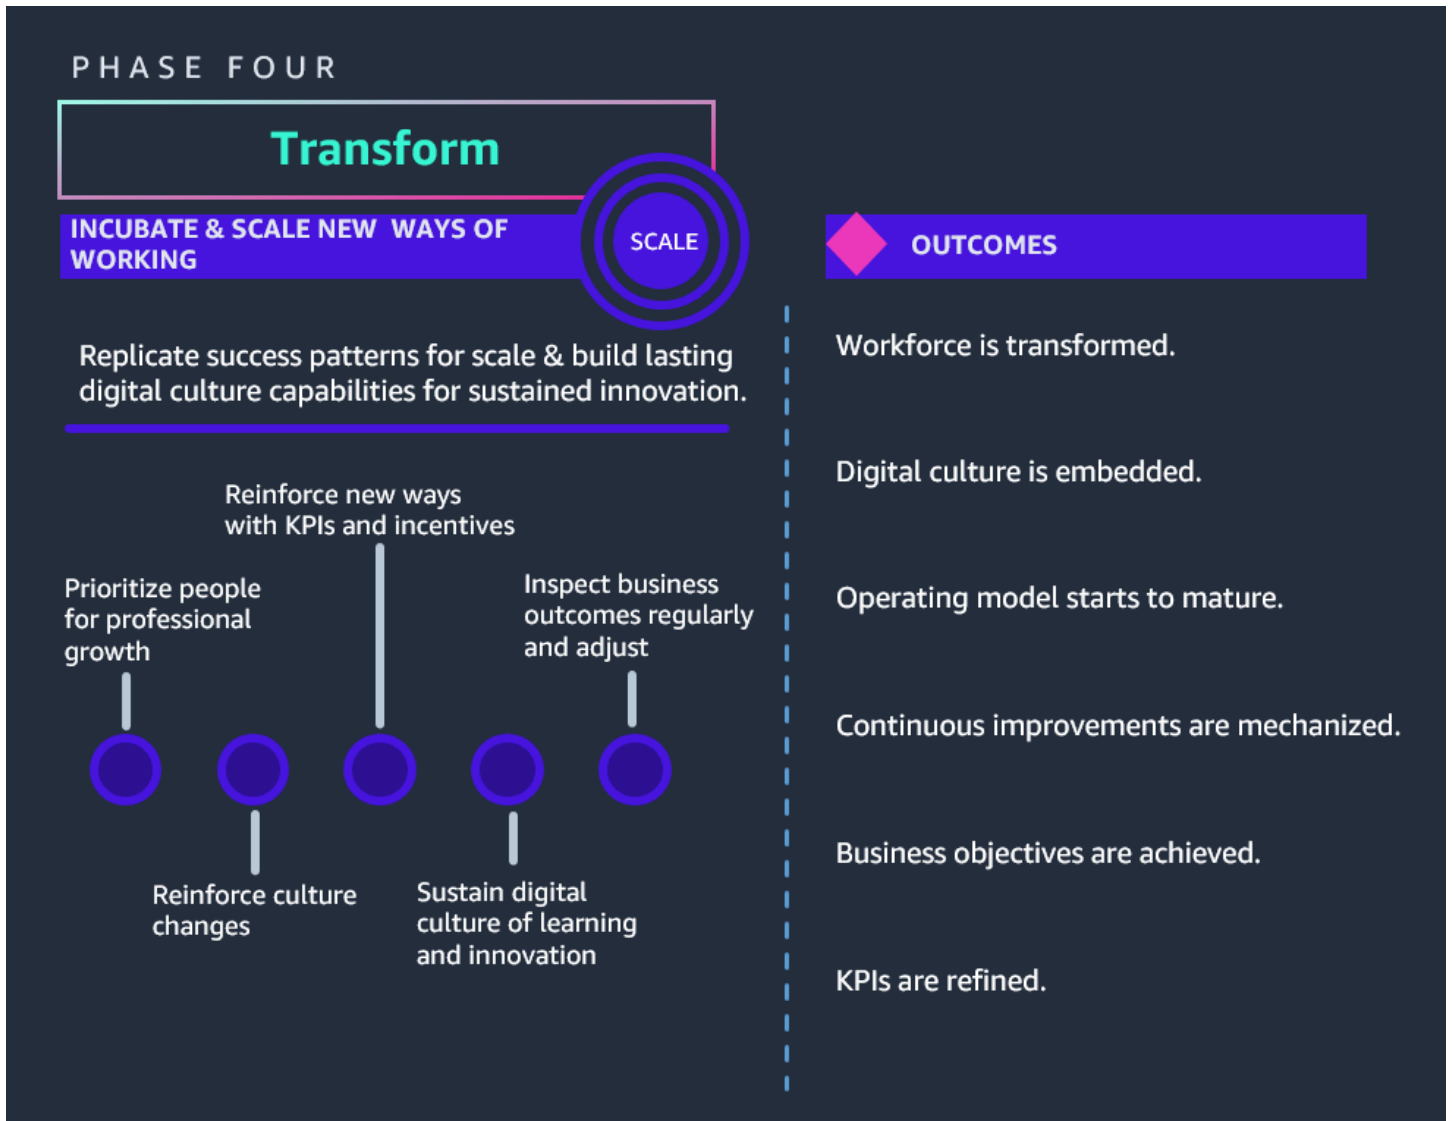 PHASE FOUR
Transform
INCUBATE & SCALE NEW  WAYS OF
WORKING
SCALE
Replicate success patterns for scale & build lasting
digital culture capabilities for sustained innovation.
Reinforce new ways
with KPIs and incentives
Prioritize people
for professional
growth
Inspect business
outcomes regularly
and adjust
Reinforce culture
changes
Sustain digital
culture of learning
and innovation
OUTCOMES
Workforce is transformed.
Digital culture is embedded.
Operating model starts to mature.
Continuous improvements are mechanized.
Business objectives are achieved.
KPIs are refined.